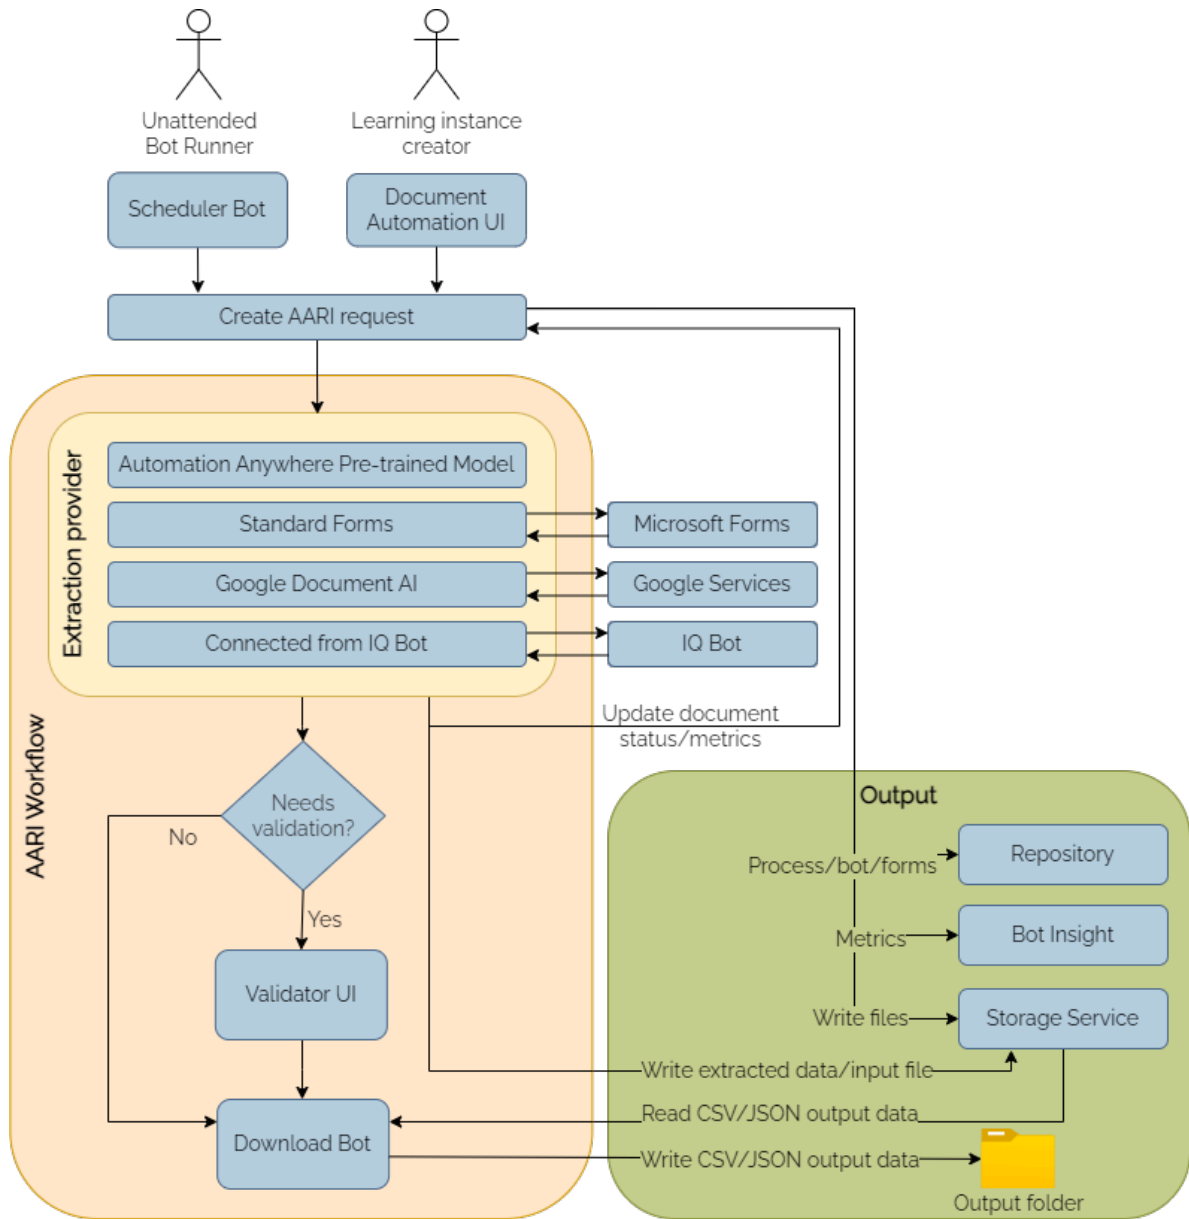 Unattended
Bot Runner
Learning instance
creator
Scheduler Bot
Document
Automation UI
Create AARI request
Extraction provider
Automation Anywhere Pre-trained Model
Standard Forms
Microsoft Forms
Google Document AI
Google Services
Connected from IQ Bot
IQ Bot
Update document
status/metrics
AARI Workflow
Needs
validation?
No
Yes
Validator UI
Download Bot
Output
Process/bot/forms
Repository
Metrics
Bot Insight
Write files
Storage Service
Write extracted data/input file
Read CSV/JSON output data
Write CSV/JSON output data
Output folder